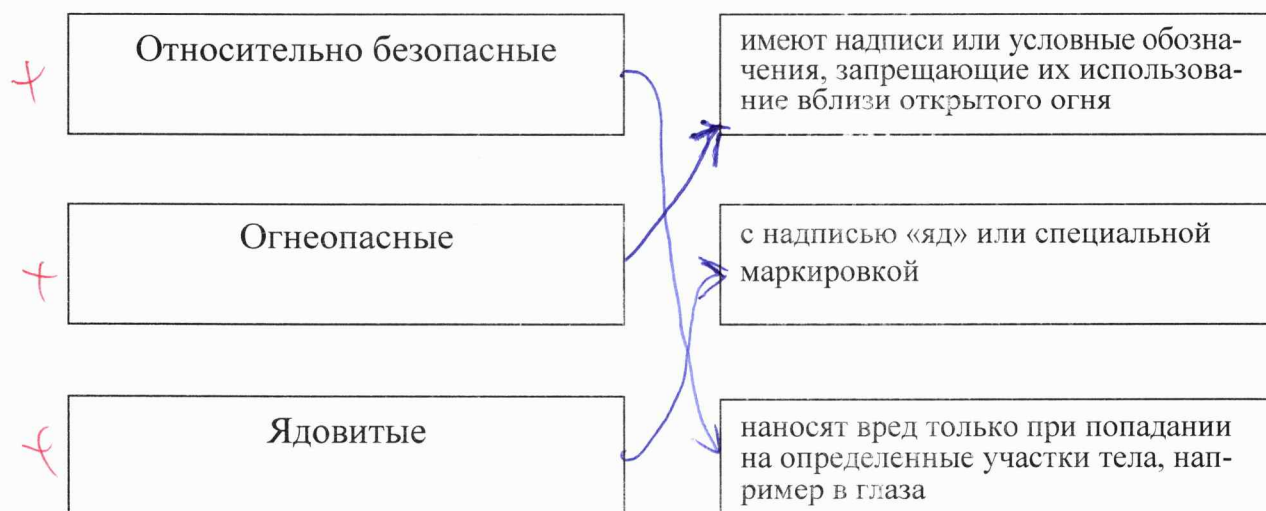 Относительно безопасные
имеют надписи или условные обозна-
чения, запрещающие их использова-
ние вблизи открытого огня
Огнеопасные
с надписью «яд» или специальной
маркировкой
Ядовитые
наносят вред только при попадании
на определенные участки тела, нап-
ример в глаза